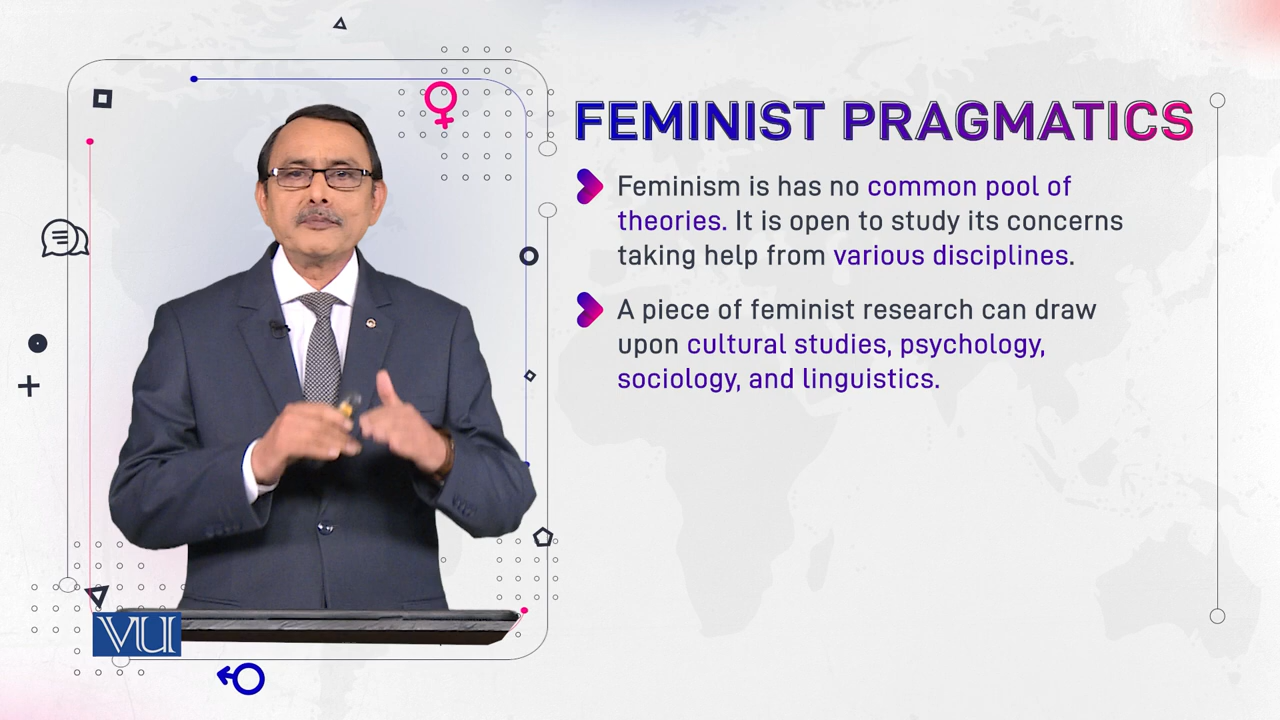 FEMINIST PRAGMATICS
Feminism is has no common pool of
theories. It is open to study its concerns
taking help from various disciplines.
A piece of feminist research can draw
upon cultural studies, psychology,
sociology, and linguistics.
VU